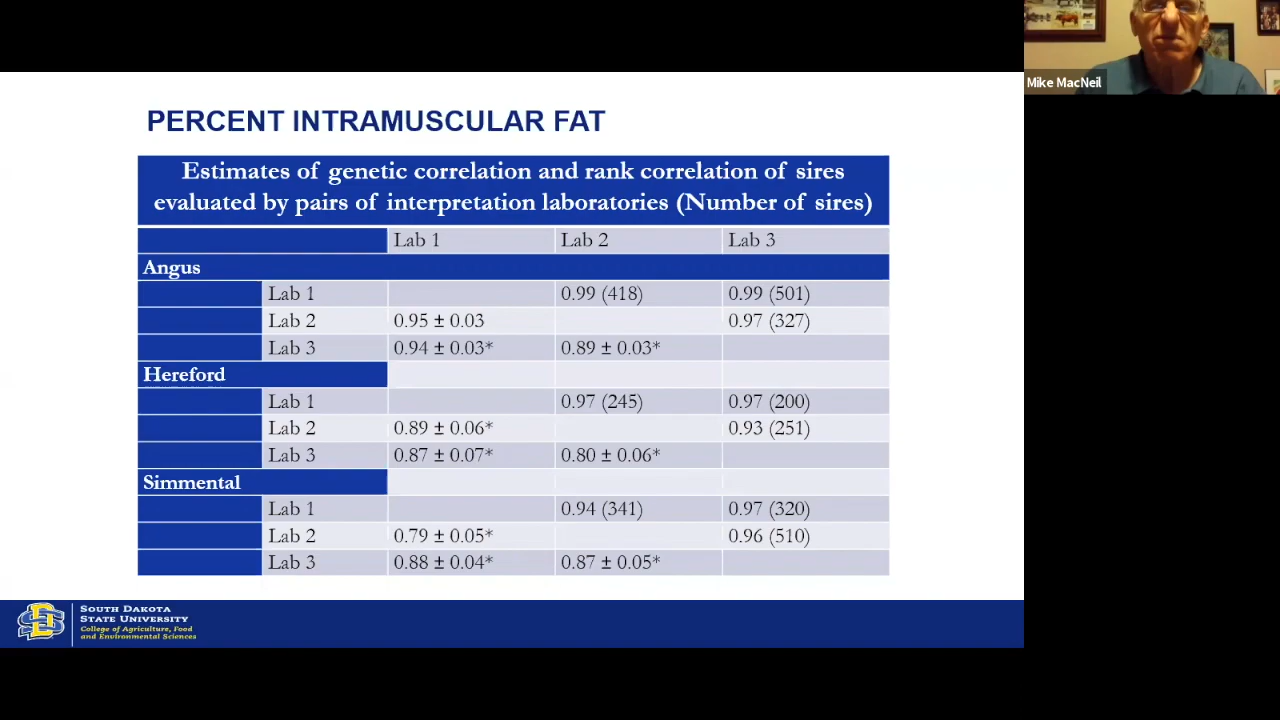 Mike MacNeil
PERCENT INTRAMUSCULAR FAT
Estimates of genetic correlation and rank correlation of sires
evaluated by pairs of interpretation laboratories (Number of sires)
Lab 1 Lab 2 Lab 3
Angus
Lab 1 0.99 (418) 0.99 (501)
Lab 2 0.95 ± 0.03 0.97 (327)
Lab 3 0.94 ± 0.03* 0.89 ± 0.03*
Hereford
Lab 1 0.97 (245) 0.97 (200)
Lab 2 0.89 ± 0.06* 0.93 (251)
Lab 3 0.87 ± 0.07* 0.80 ± 0.06*
Simmental
Lab 1 0.94 (341) 0.97 (320)
Lab 2 0.79 ± 0.05* 0.96 (510)
Lab 3 0.88 ± 0.04* 0.87 ± 0.05*
SOUTH DAKOTA
STATE UNIVERSITY
College of Agriculture, Food
and Environmental Sciences